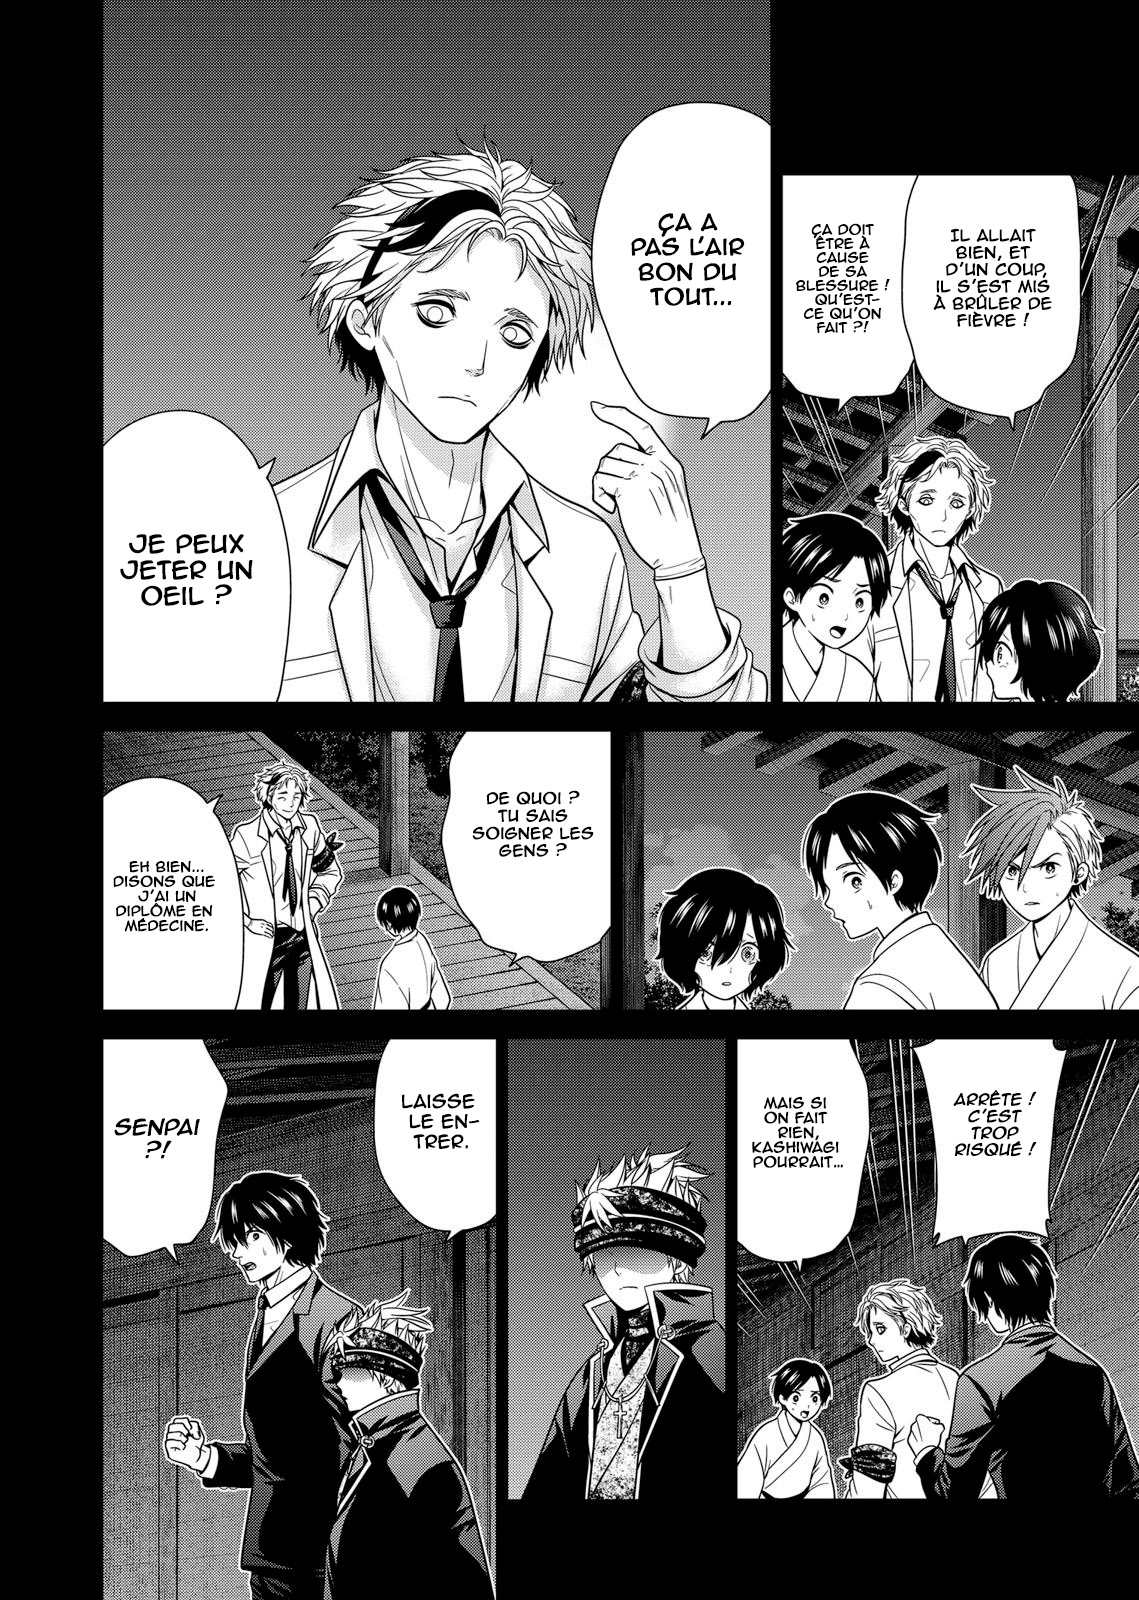 IL ALLAIT
BIEN, ET
D'UN COUP,
IL S'EST MIS
À BRÛLER DE
FIÈVRE !
ÇA DOIT
ÊTRE À
CAUSE
DE SA
BLESSURE !
QU'EST-
CE QU'ON
FAIT ?!
ÇA A
PAS L'AIR
BON DU
TOUT...
JE PEUX
JETER UN
OEIL ?
DE QUOI ?
TU SAIS
SOIGNER LES
GENS ?
EH BIEN...
DISONS QUE
J'AI UN
DIPLÔME EN
MÉDECINE.
ARRÊTE !
C'EST
TROP
RISQUÉ !
MAIS SI
ON FAIT
RIEN,
KASHIWAGI
POURRAIT...
LAISSE
LE EN-
TRER.
SENPAI
?!